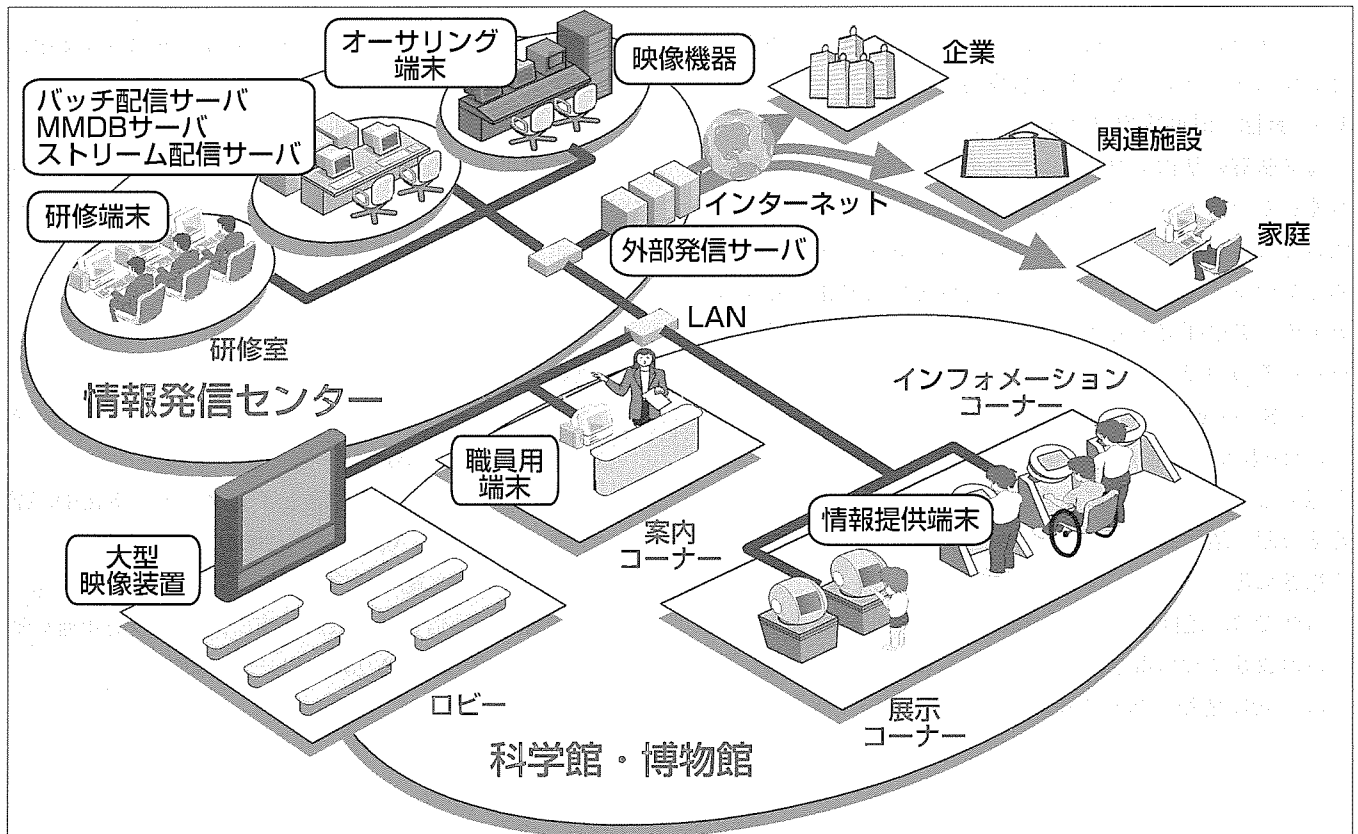 オーサリング
端末
映像機器
企業
バッチ配信サーバ
MMDBサーバ
ストリーム配信サーバ
関連施設
研修端末
インターネット
家庭
外部発信サーバ
LAN
研修室
情報発信センター
インフォメーション
コーナー
職員用
端末
情報提供端末
案内
コーナー
大型
映像装置
ロビー
展示
コーナー
科学館・博物館